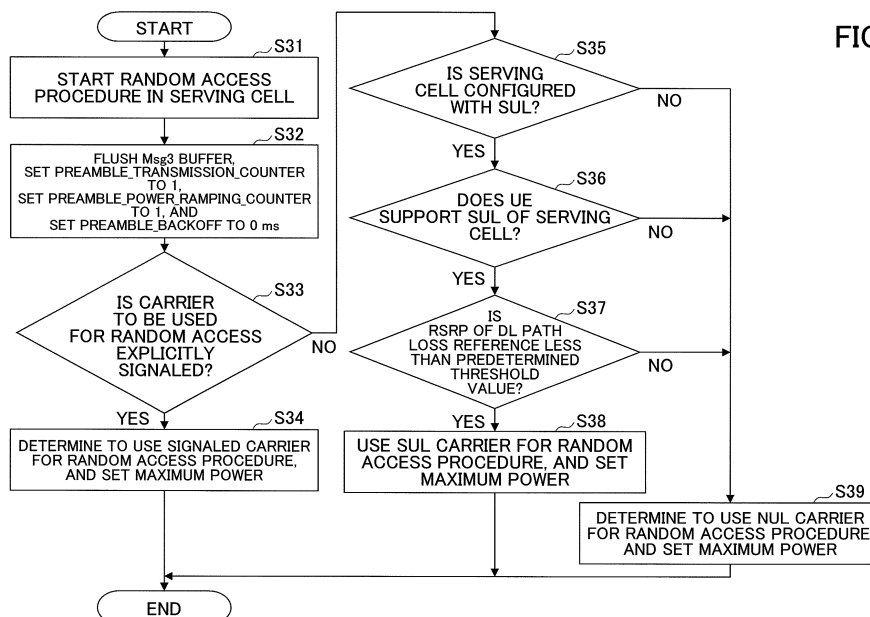 START
S31
START RANDOM ACCESS
PROCEDURE IN SERVING CELL
S32
FLUSH Msg3 BUFFER,
SET PREAMBLE_TRANSMISSION_COUNTER
TO 1,
SET PREAMBLE_POWER_RAMPING_COUNTER
TO 1, AND
SET PREAMBLE_BACKOFF TO 0 ms
S33
IS CARRIER
TO BE USED
FOR RANDOM ACCESS
EXPLICITLY
SIGNALED?
NO
YES
S34
DETERMINE TO USE SIGNALED CARRIER
FOR RANDOM ACCESS PROCEDURE,
AND SET MAXIMUM POWER
S35
IS SERVING
CELL CONFIGURED
WITH SUL?
NO
YES
S36
DOES UE
SUPPORT SUL OF SERVING
CELL?
NO
YES
S37
IS
RSRP OF DL PATH
LOSS REFERENCE LESS
THAN PREDETERMINED
THRESHOLD
VALUE?
NO
YES
S38
USE SUL CARRIER FOR RANDOM
ACCESS PROCEDURE, AND SET
MAXIMUM POWER
S39
DETERMINE TO USE NUL CARRIER
FOR RANDOM ACCESS PROCEDURE
AND SET MAXIMUM POWER
END
FIG